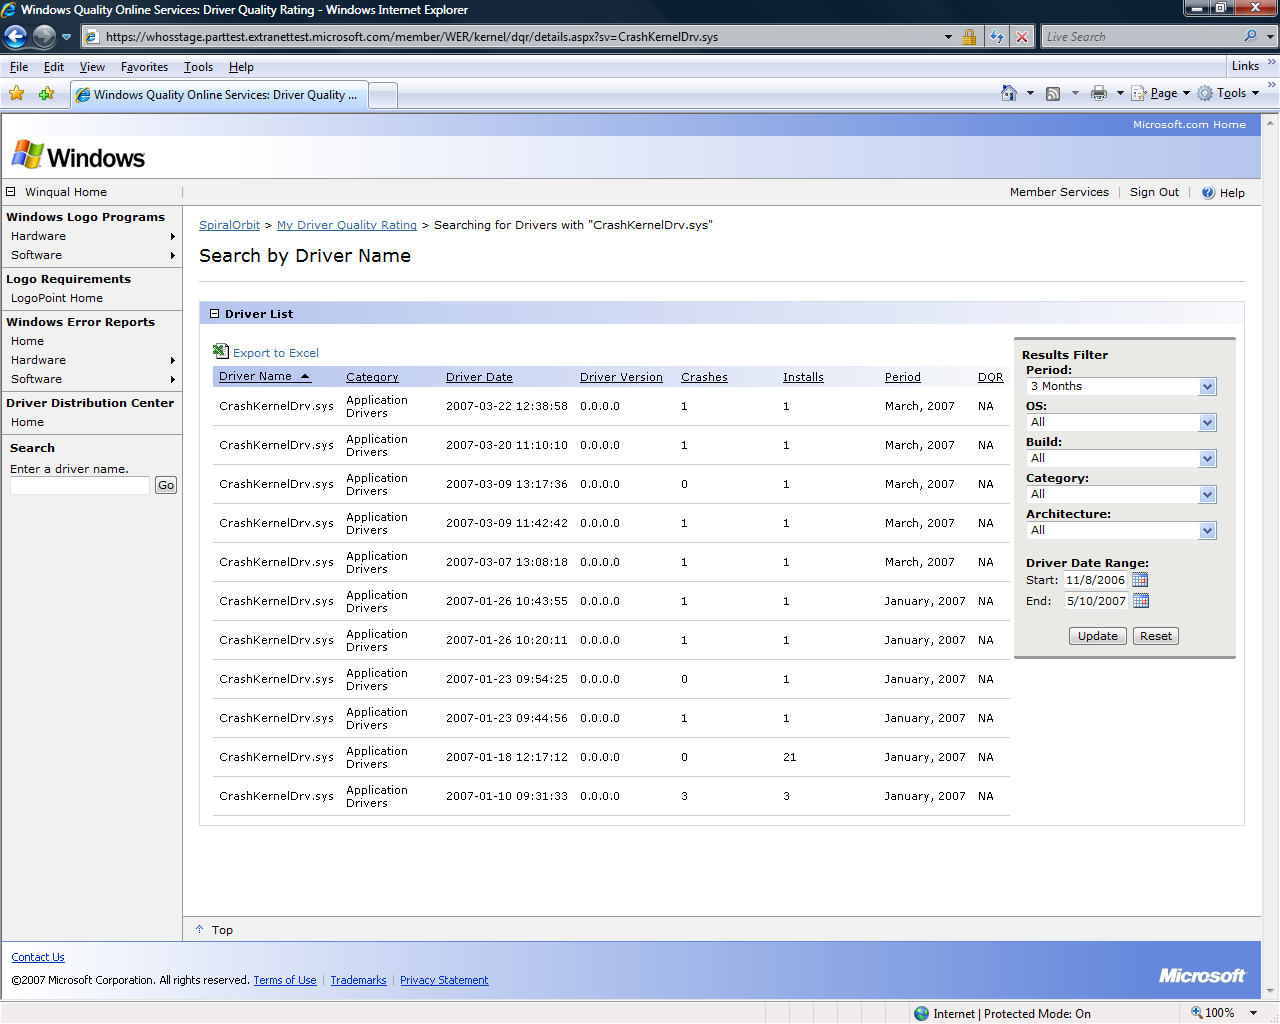 Windows Quality Online Services: Driver Quality Rating - Windows Internet Explorer
https://whosstage.parttest.extranettest.microsoft.com/member/WER/kernel/dqr/details.aspx?sv=CrashKernelDrv.sys
Live Search
File Edit View Favorites Tools Help
Links
Windows Quality Online Services: Driver Quality ...
Page Tools
Microsoft.com Home
Windows
Winqual Home
Member Services | Sign Out | Help
Windows Logo Programs
Hardware
Software
Logo Requirements
LogoPoint Home
Windows Error Reports
Home
Hardware
Software
Driver Distribution Center
Home
Search
Enter a driver name.
Go
SpiralOrbit > My Driver Quality Rating > Searching for Drivers with "CrashKernelDrv.sys"
Search by Driver Name
Driver List
Export to Excel
Driver Name Category Driver Date Driver Version Crashes Installs Period DQR
CrashKernelDrv.sys Application Drivers 2007-03-22 12:38:58 0.0.0.0 1 1 March, 2007 NA
CrashKernelDrv.sys Application Drivers 2007-03-20 11:10:10 0.0.0.0 1 1 March, 2007 NA
CrashKernelDrv.sys Application Drivers 2007-03-09 13:17:36 0.0.0.0 0 1 March, 2007 NA
CrashKernelDrv.sys Application Drivers 2007-03-09 11:42:42 0.0.0.0 1 1 March, 2007 NA
CrashKernelDrv.sys Application Drivers 2007-03-07 13:08:18 0.0.0.0 1 1 March, 2007 NA
CrashKernelDrv.sys Application Drivers 2007-01-26 10:43:55 0.0.0.0 1 1 January, 2007 NA
CrashKernelDrv.sys Application Drivers 2007-01-26 10:20:11 0.0.0.0 1 1 January, 2007 NA
CrashKernelDrv.sys Application Drivers 2007-01-23 09:54:25 0.0.0.0 0 1 January, 2007 NA
CrashKernelDrv.sys Application Drivers 2007-01-23 09:44:56 0.0.0.0 1 1 January, 2007 NA
CrashKernelDrv.sys Application Drivers 2007-01-18 12:17:12 0.0.0.0 0 21 January, 2007 NA
CrashKernelDrv.sys Application Drivers 2007-01-10 09:31:33 0.0.0.0 3 3 January, 2007 NA
Results Filter
Period:
3 Months
OS:
All
Build:
All
Category:
All
Architecture:
All
Driver Date Range:
Start: 11/8/2006
End: 5/10/2007
Update Reset
Top
Contact Us
©2007 Microsoft Corporation. All rights reserved. Terms of Use | Trademarks | Privacy Statement
Microsoft
Internet | Protected Mode: On
100%